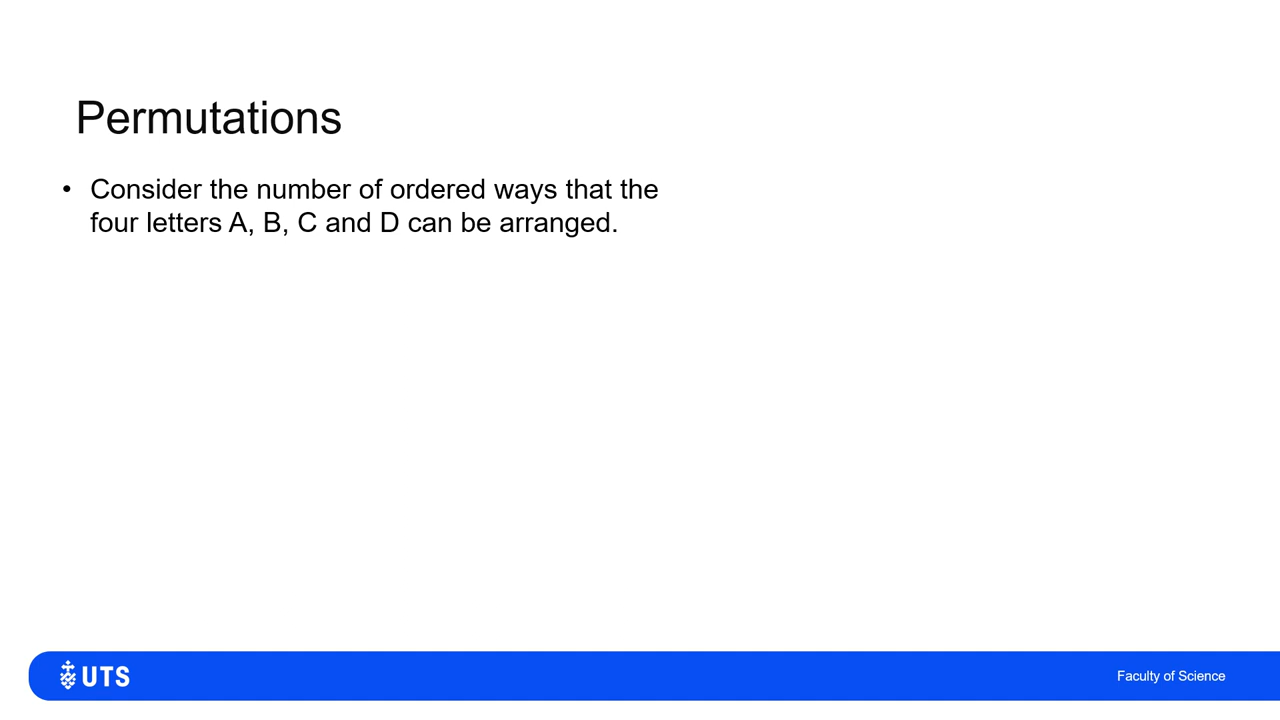 Permutations
• Consider the number of ordered ways that the
four letters A, B, C and D can be arranged.
UTS
Faculty of Science